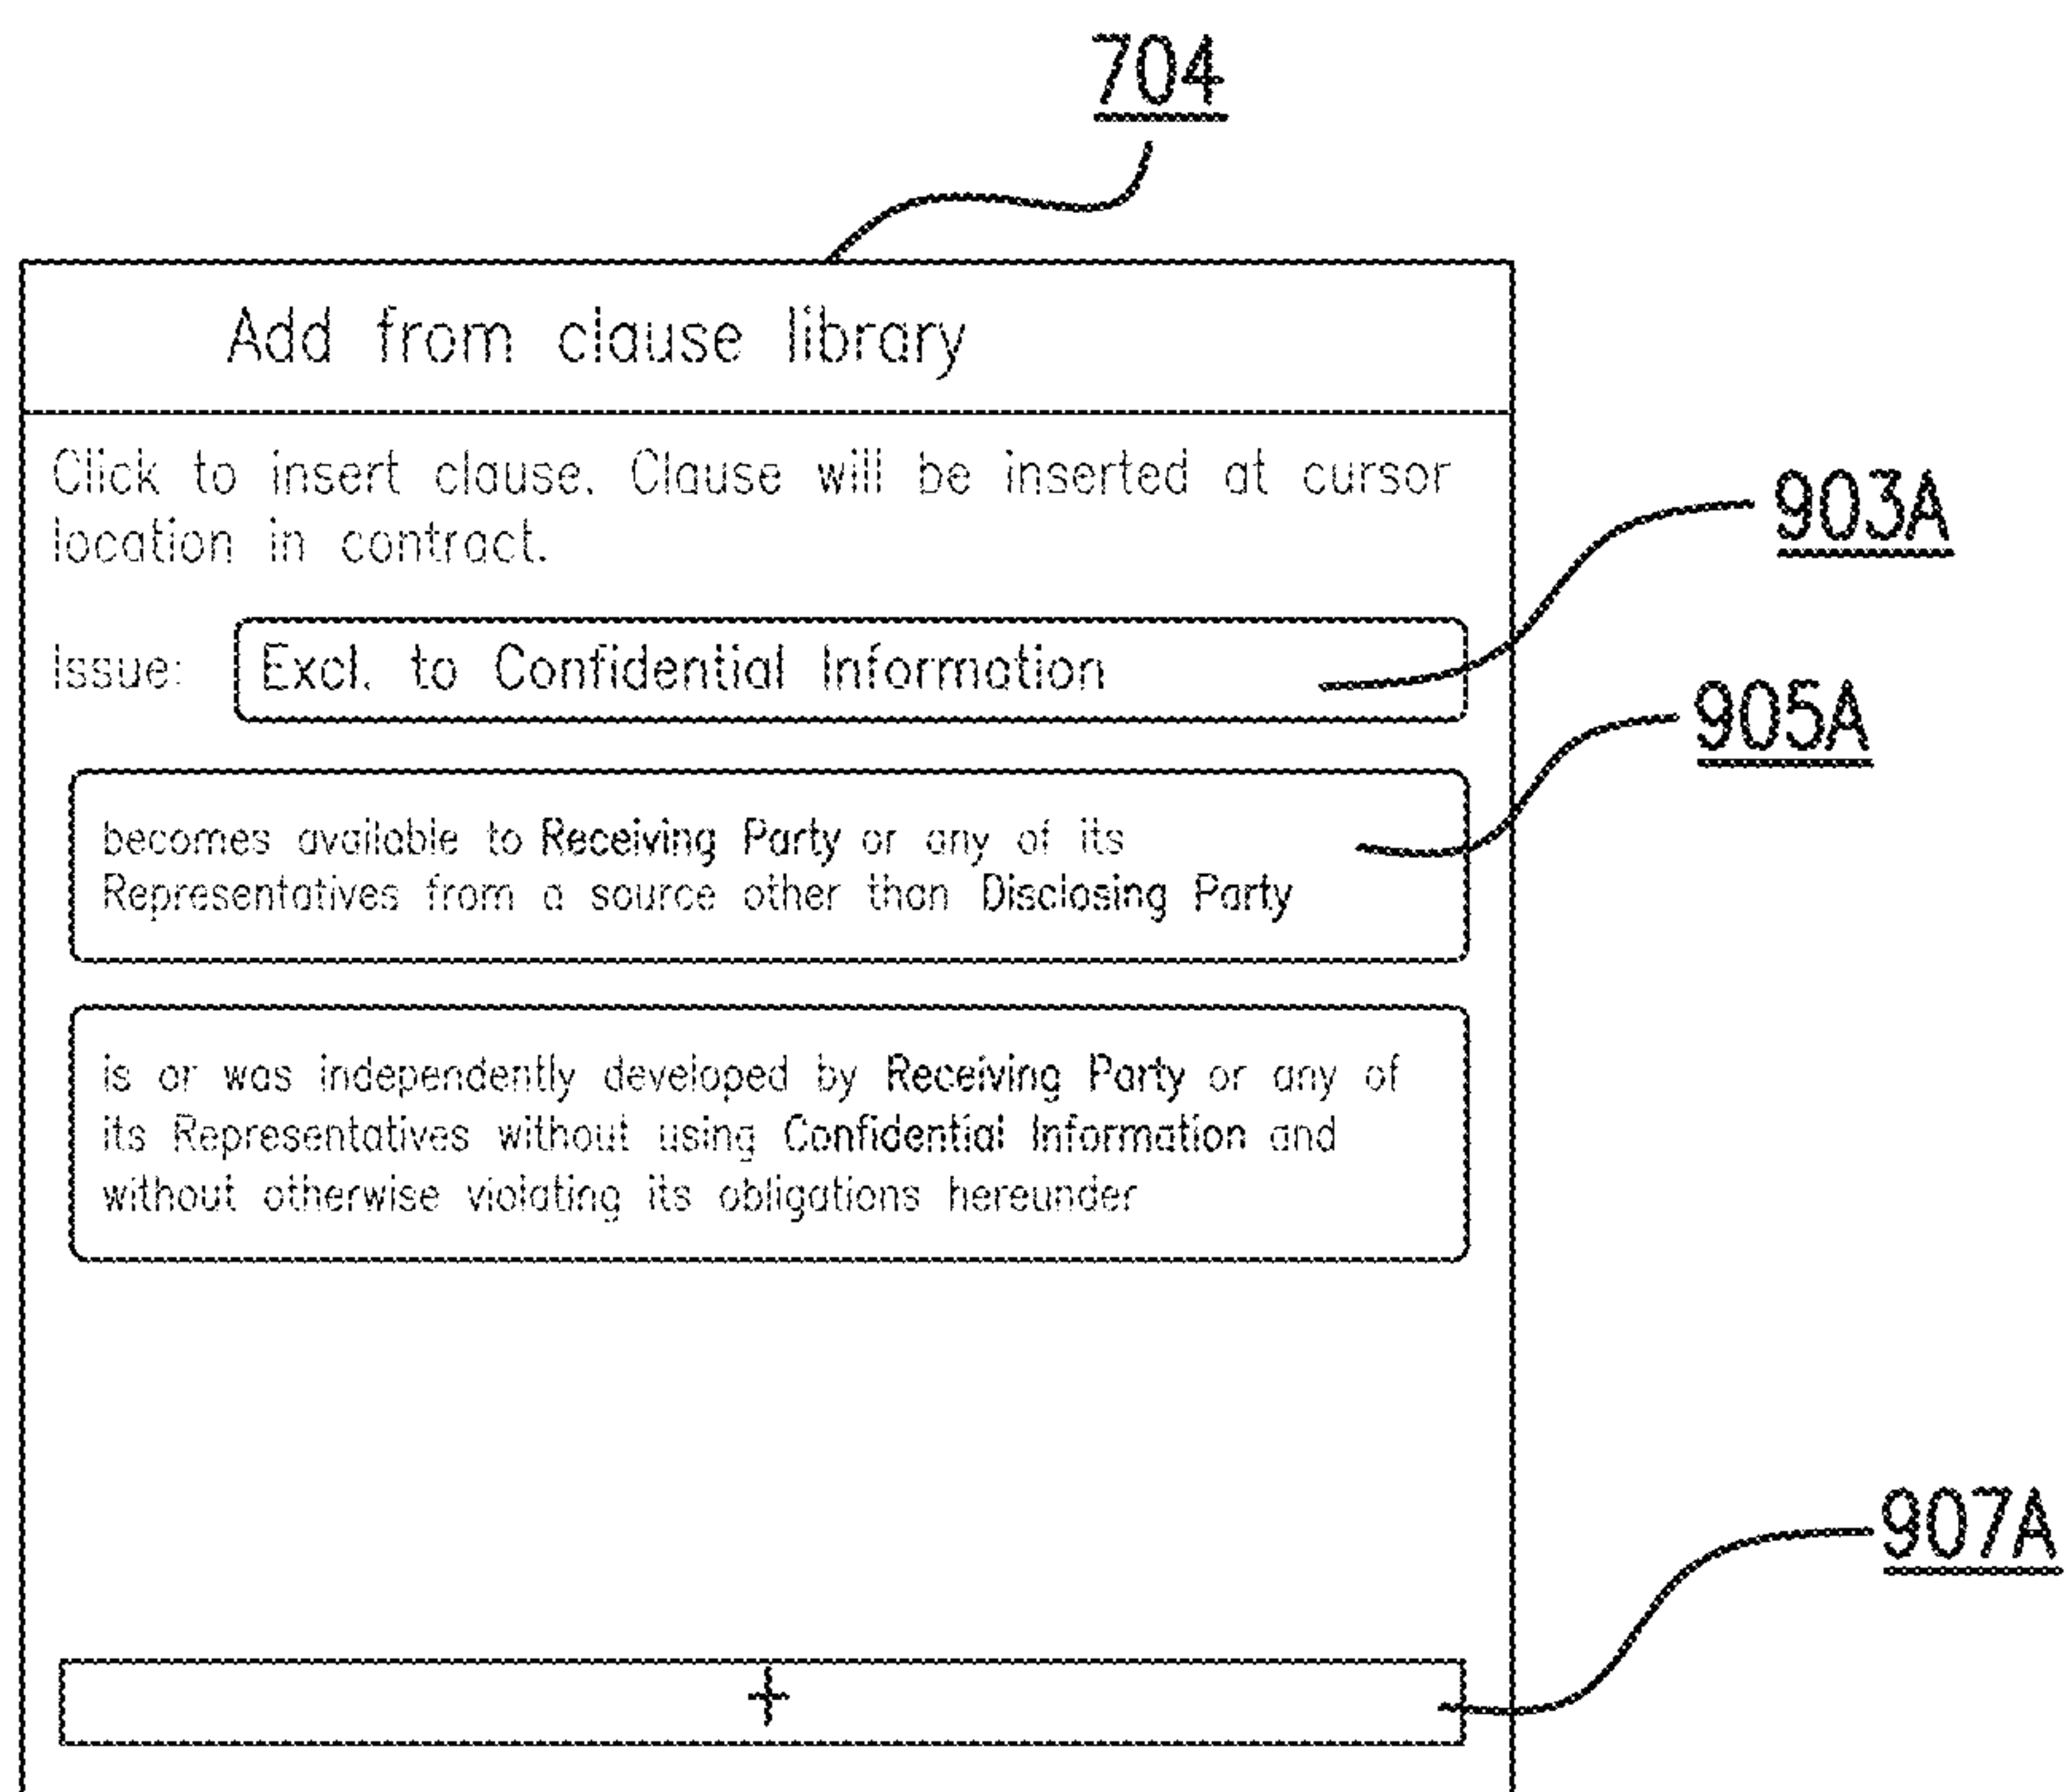 704
Add from clause library
Click to insert clause. Clause will be inserted at cursor
location in contract.
903A
Issue: Excl. to Confidential Information
905A
becomes available to Receiving Party or any of its
Representatives from a source other than Disclosing Party
is or was independently developed by Receiving Party or any of
its Representatives without using Confidential Information and
without otherwise violating its obligations hereunder
907A
+